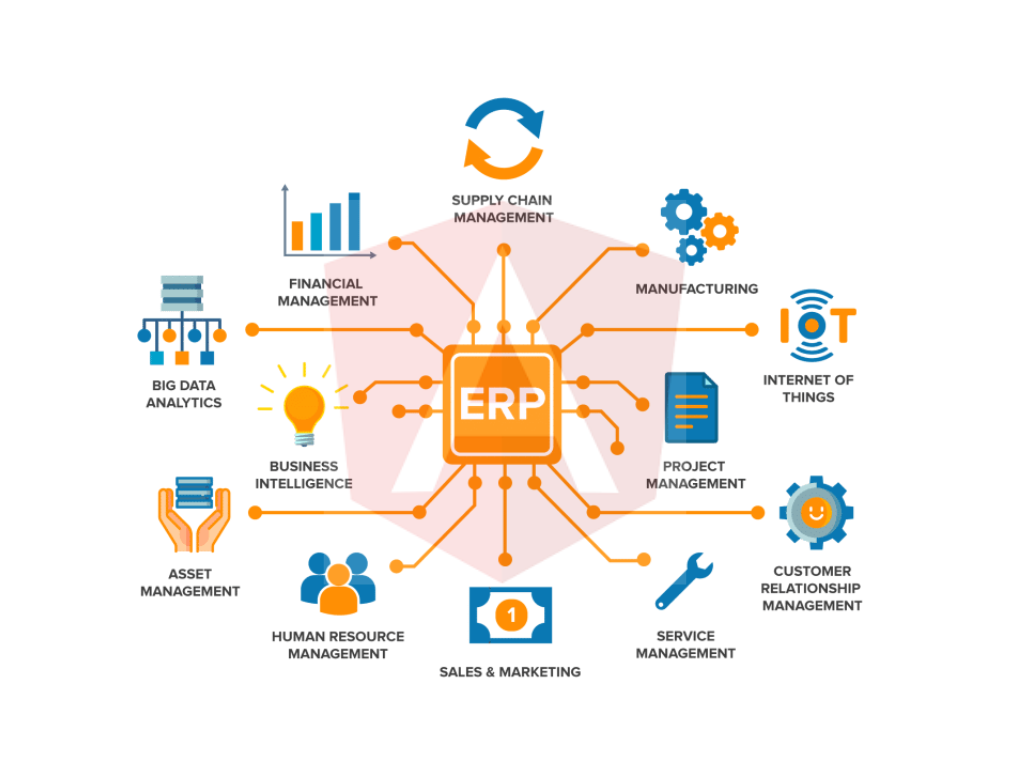 SUPPLY CHAIN
MANAGEMENT
FINANCIAL
MANAGEMENT
MANUFACTURING
BIG DATA
ANALYTICS
IOT
INTERNET OF
THINGS
ERP
BUSINESS
INTELLIGENCE
PROJECT
MANAGEMENT
ASSET
MANAGEMENT
CUSTOMER
RELATIONSHIP
MANAGEMENT
HUMAN RESOURCE
MANAGEMENT
1
SALES & MARKETING
SERVICE
MANAGEMENT